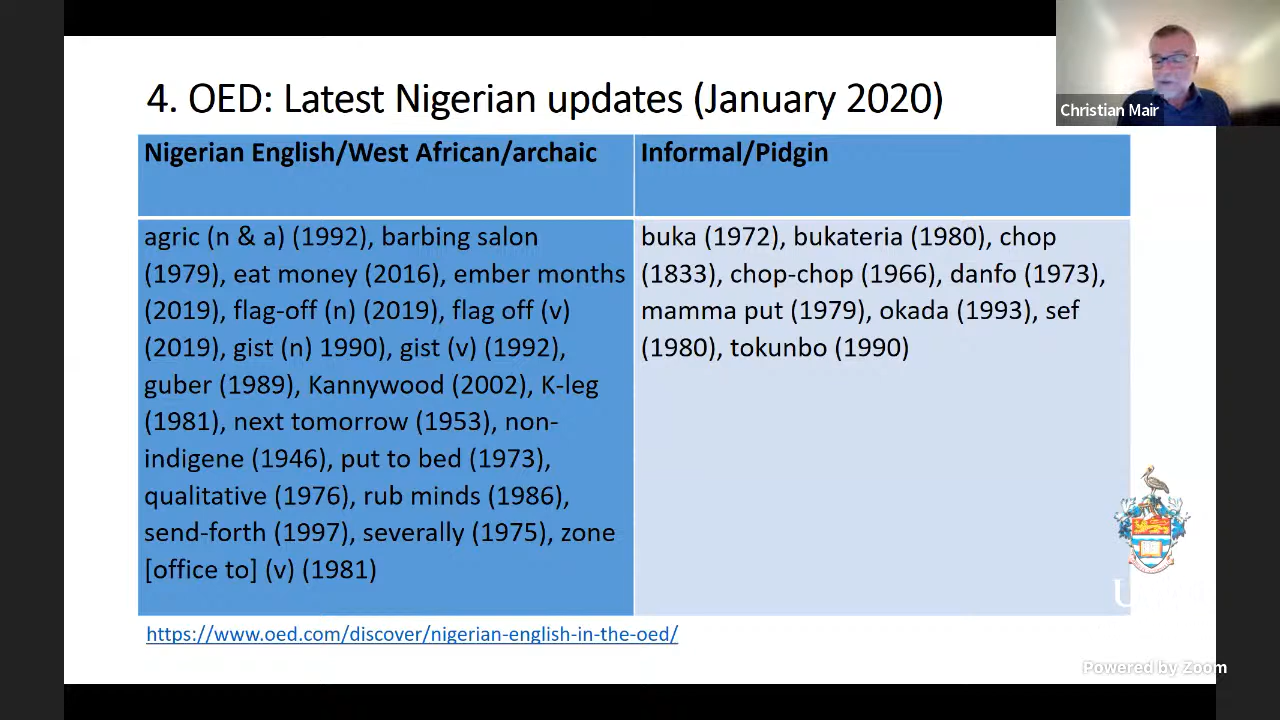 4. OED: Latest Nigerian updates (January 2020)
Christian Mair
Nigerian English/West African/archaic
agric (n & a) (1992), barbing salon
(1979), eat money (2016), ember months
(2019), flag-off (n) (2019), flag off (v)
(2019), gist (n) 1990), gist (v) (1992),
guber (1989), Kannywood (2002), K-leg
(1981), next tomorrow (1953), non-
indigene (1946), put to bed (1973),
qualitative (1976), rub minds (1986),
send-forth (1997), severally (1975), zone
[office to] (v) (1981)
Informal/Pidgin
buka (1972), bukateria (1980), chop
(1833), chop-chop (1966), danfo (1973),
mamma put (1979), okada (1993), sef
(1980), tokunbo (1990)
https://www.oed.com/discover/nigerian-english-in-the-oed/
Powered by Zoom